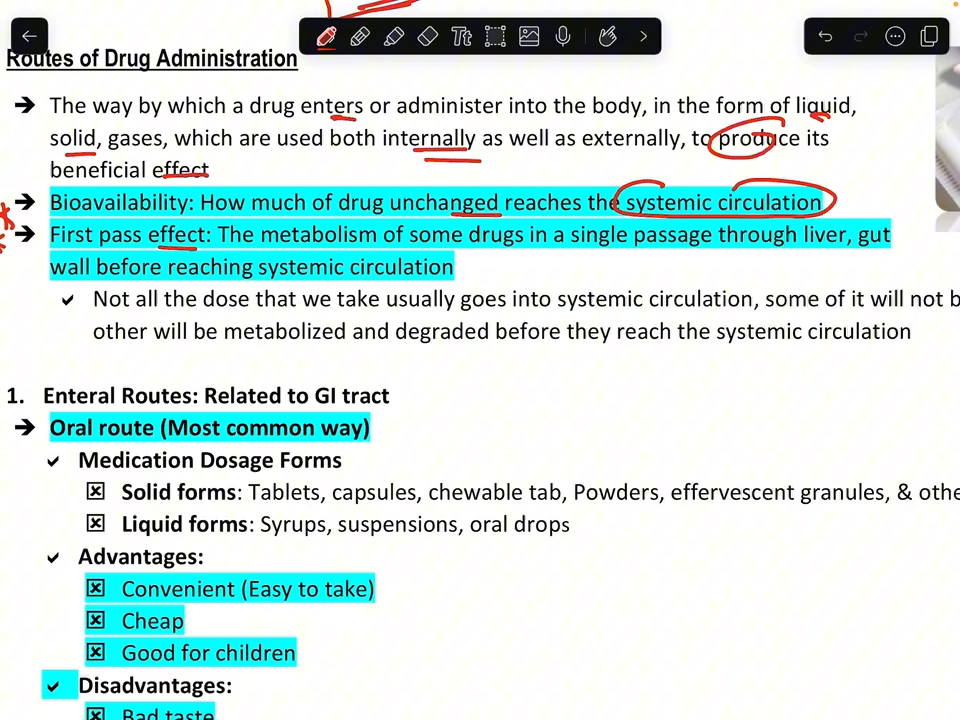 Routes of Drug Administration
Tt
➔ The way by which a drug enters or administer into the body, in the form of liquid,
solid, gases, which are used both internally as well as externally, to produce its
beneficial effect
➔ Bioavailability: How much of drug unchanged reaches the systemic circulation
➔ First pass effect: The metabolism of some drugs in a single passage through liver, gut
wall before reaching systemic circulation
✓ Not all the dose that we take usually goes into systemic circulation, some of it will not
other will be metabolized and degraded before they reach the systemic circulation
1. Enteral Routes: Related to GI tract
➔ Oral route (Most common way)
✓ Medication Dosage Forms
☒ Solid forms: Tablets, capsules, chewable tab, Powders, effervescent granules, &
☒ Liquid forms: Syrups, suspensions, oral drops
✓ Advantages:
☒ Convenient (Easy to take)
☒ Cheap
☒ Good for children
✓ Disadvantages:
☒ Bad taste